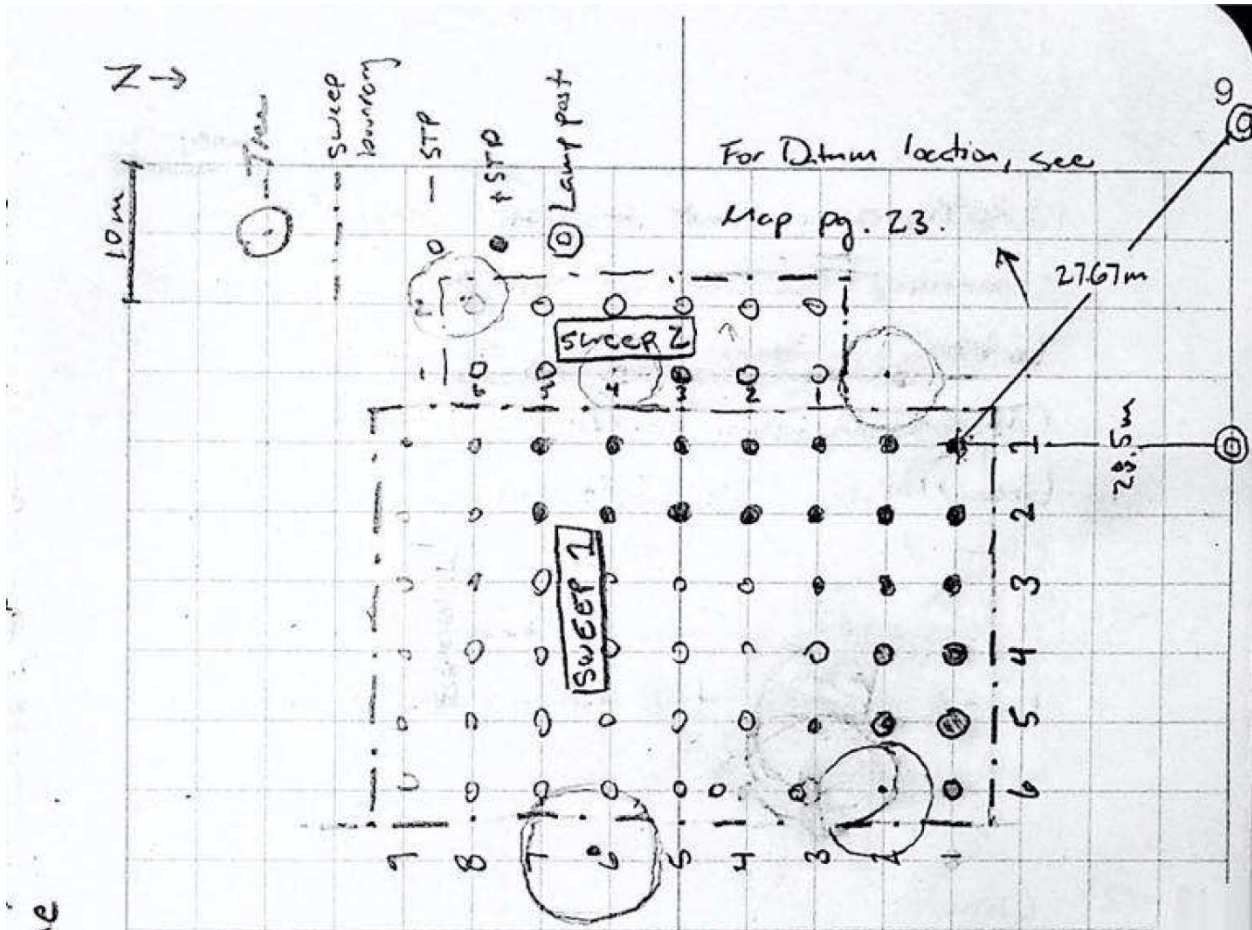 N →
10 m
- Tree
--- Sweep boundary
○ - STP
● + STP
Lamp post
For Datum location, see
Map pg. 23.
9
27.67m
28.5m
Sweep 2
5 4 3 2 1
SWEEP 1
1
2
3
4
5
6
9 8 7 6 5 4 3 2 1